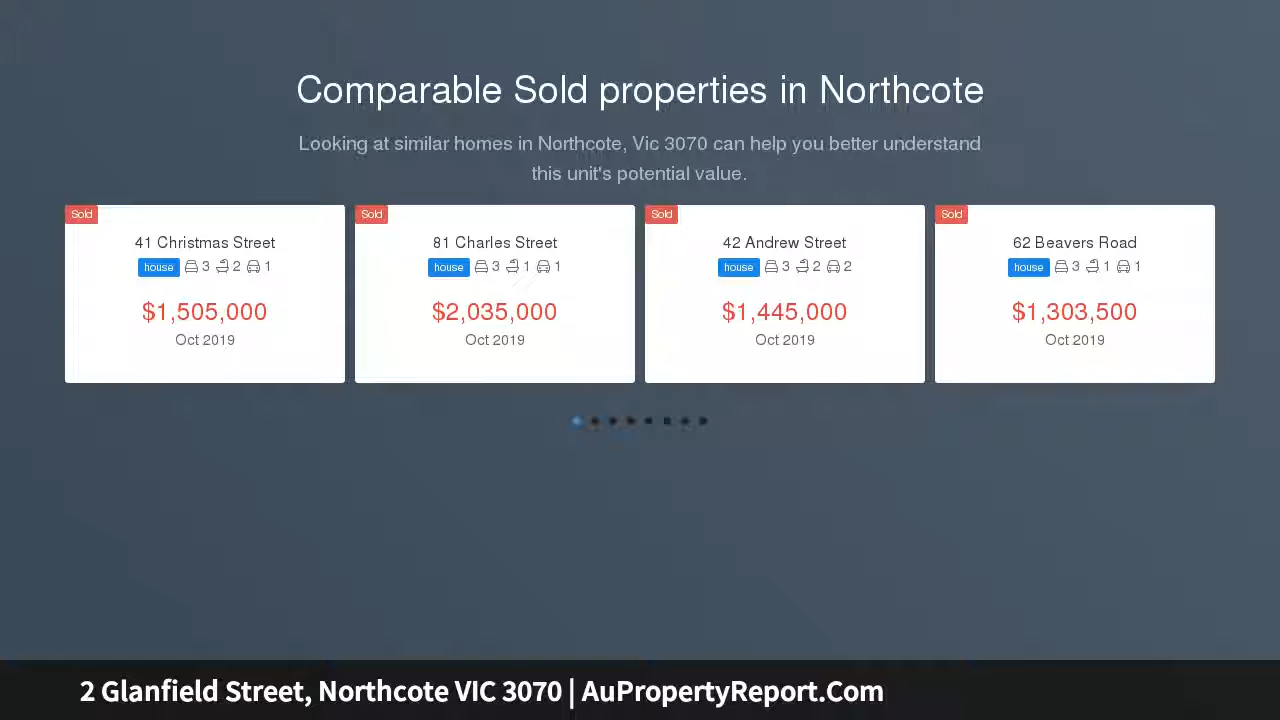 Comparable Sold properties in Northcote
Looking at similar homes in Northcote, Vic 3070 can help you better understand
this unit's potential value.
Sold
41 Christmas Street
house 3 2 1
$1,505,000
Oct 2019
Sold
81 Charles Street
house 3 1 1
$2,035,000
Oct 2019
Sold
42 Andrew Street
house 3 2 2
$1,445,000
Oct 2019
Sold
62 Beavers Road
house 3 1 1
$1,303,500
Oct 2019
2 Glanfield Street, Northcote VIC 3070 | AuPropertyReport.Com